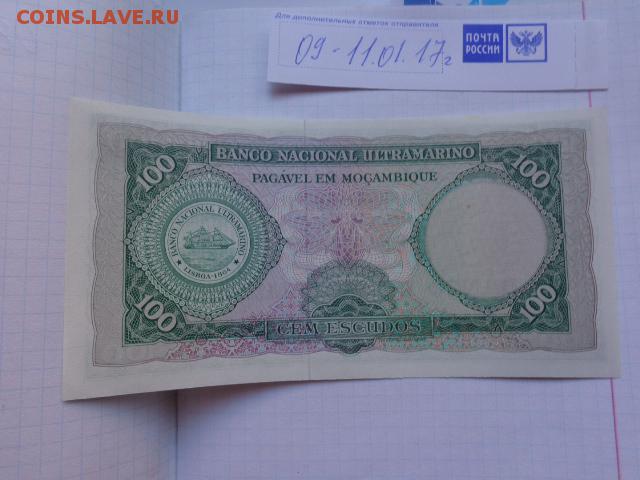 COINS.LAVE.RU
Для дополнительных отметок отправителя
09-11.01.17г
ПОЧТА
РОССИИ
BANCO NACIONAL ULTRAMARINO
PAGÁVEL EM MOÇAMBIQUE
100
100
BANCO NACIONAL ULTRAMARINO
LISBOA-1864
100
100
CEM ESCUDOS